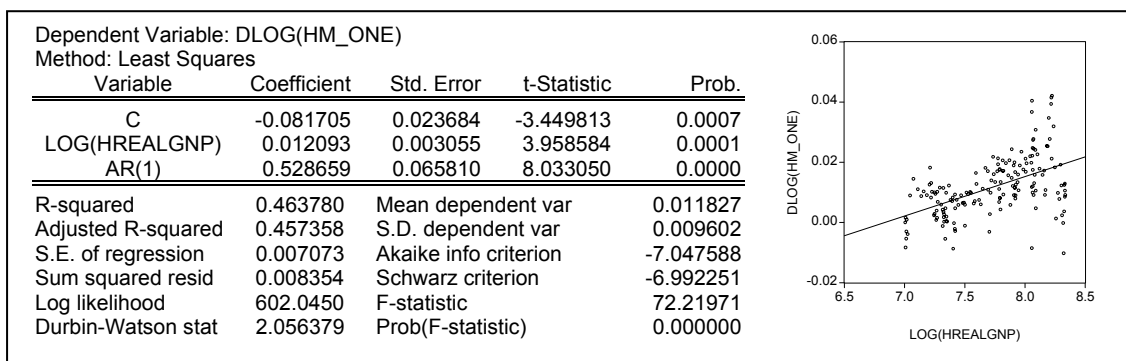 Dependent Variable: DLOG(HM_ONE)
Method: Least Squares
Variable Coefficient Std. Error t-Statistic Prob.
C -0.081705 0.023684 -3.449813 0.0007
LOG(HREALGNP) 0.012093 0.003055 3.958584 0.0001
AR(1) 0.528659 0.065810 8.033050 0.0000
R-squared 0.463780 Mean dependent var 0.011827
Adjusted R-squared 0.457358 S.D. dependent var 0.009602
S.E. of regression 0.007073 Akaike info criterion -7.047588
Sum squared resid 0.008354 Schwarz criterion -6.992251
Log likelihood 602.0450 F-statistic 72.21971
Durbin-Watson stat 2.056379 Prob(F-statistic) 0.000000
0.06
0.04
0.02
0.00
-0.02
DLOG(HM_ONE)
6.5 7.0 7.5 8.0 8.5
LOG(HREALGNP)